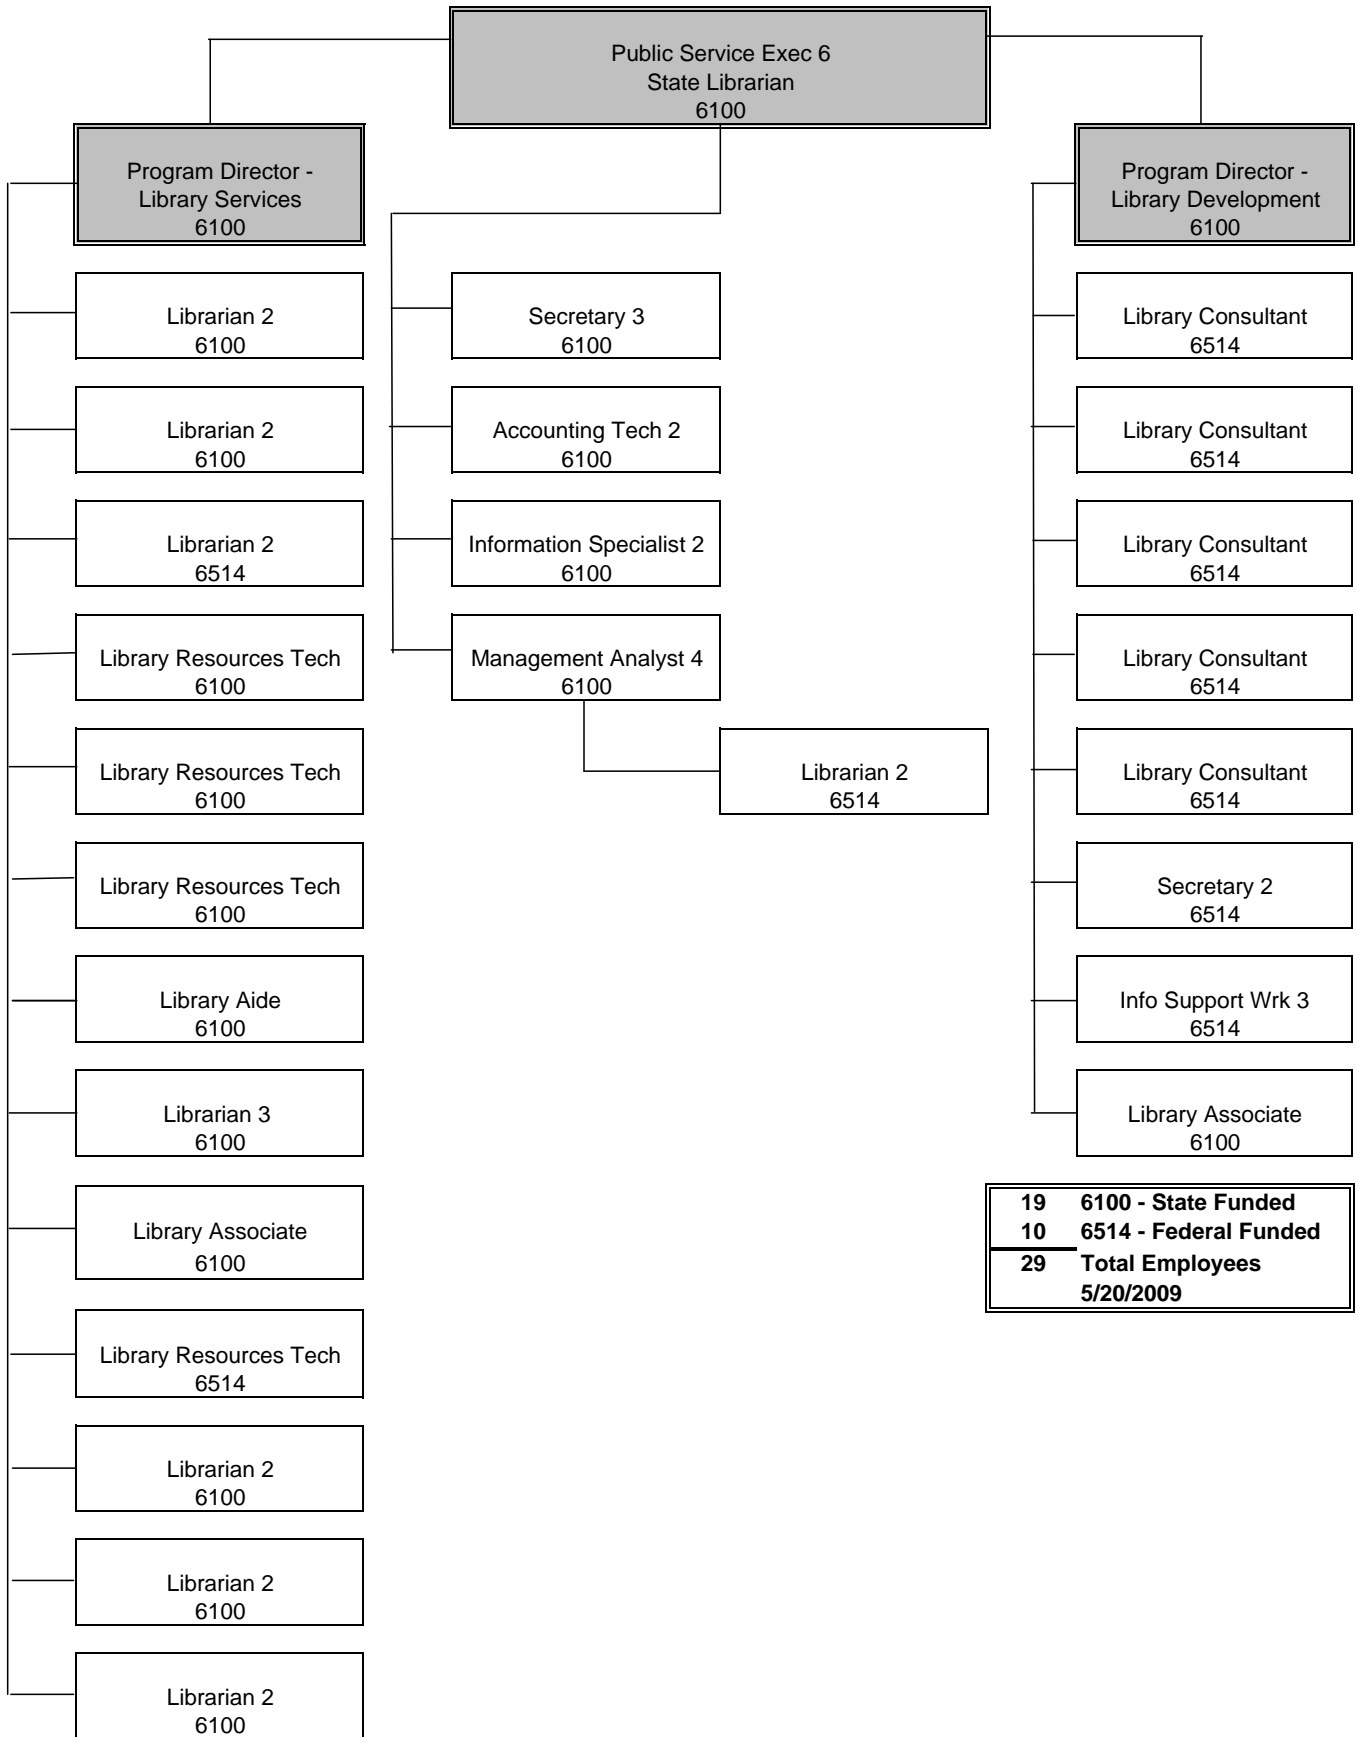 Public Service Exec 6
State Librarian
6100
Program Director -
Library Services
6100
Program Director -
Library Development
6100
Librarian 2
6100
Secretary 3
6100
Library Consultant
6514
Librarian 2
6100
Accounting Tech 2
6100
Library Consultant
6514
Librarian 2
6514
Information Specialist 2
6100
Library Consultant
6514
Library Resources Tech
6100
Management Analyst 4
6100
Library Consultant
6514
Library Resources Tech
6100
Librarian 2
6514
Library Consultant
6514
Library Resources Tech
6100
Secretary 2
6514
Library Aide
6100
Info Support Wrk 3
6514
Librarian 3
6100
Library Associate
6100
Library Associate
6100
19 6100 - State Funded
10 6514 - Federal Funded
29 Total Employees
5/20/2009
Library Resources Tech
6514
Librarian 2
6100
Librarian 2
6100
Librarian 2
6100